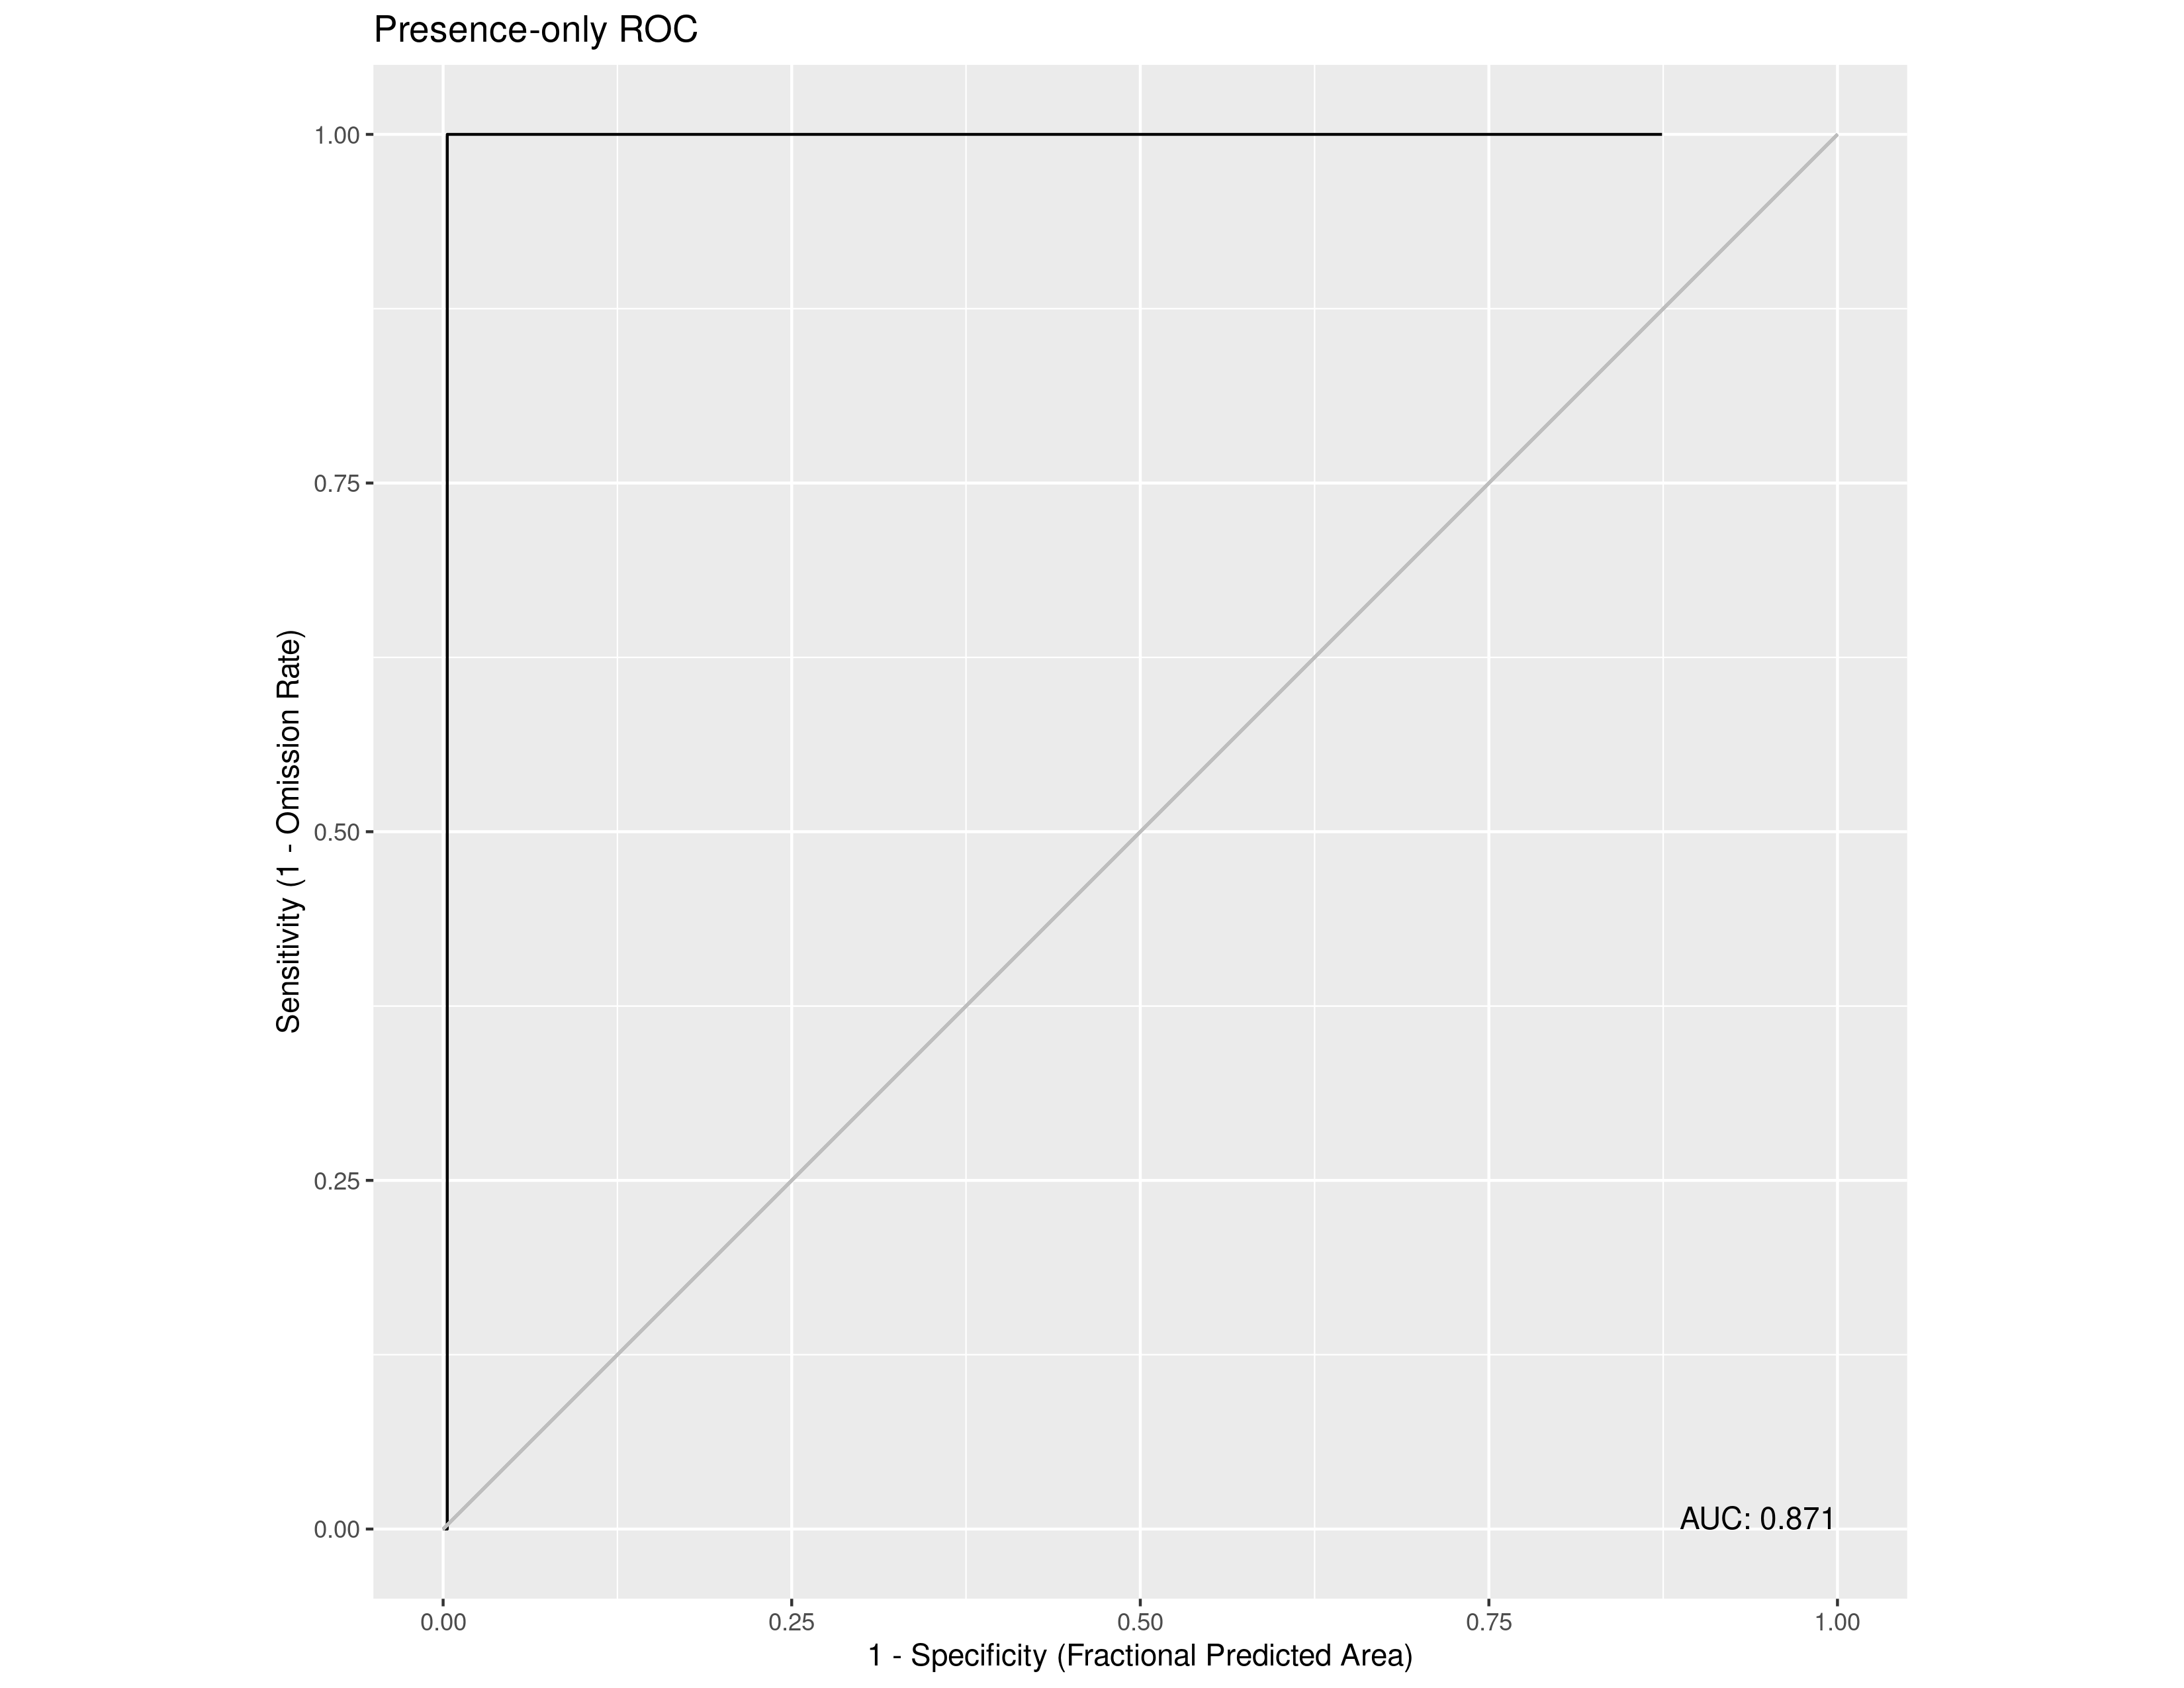 Presence-only ROC
Sensitivity (1 - Omission Rate)
1.00
0.75
0.50
0.25
0.00
AUC: 0.871
0.00 0.25 0.50 0.75 1.00
1 - Specificity (Fractional Predicted Area)